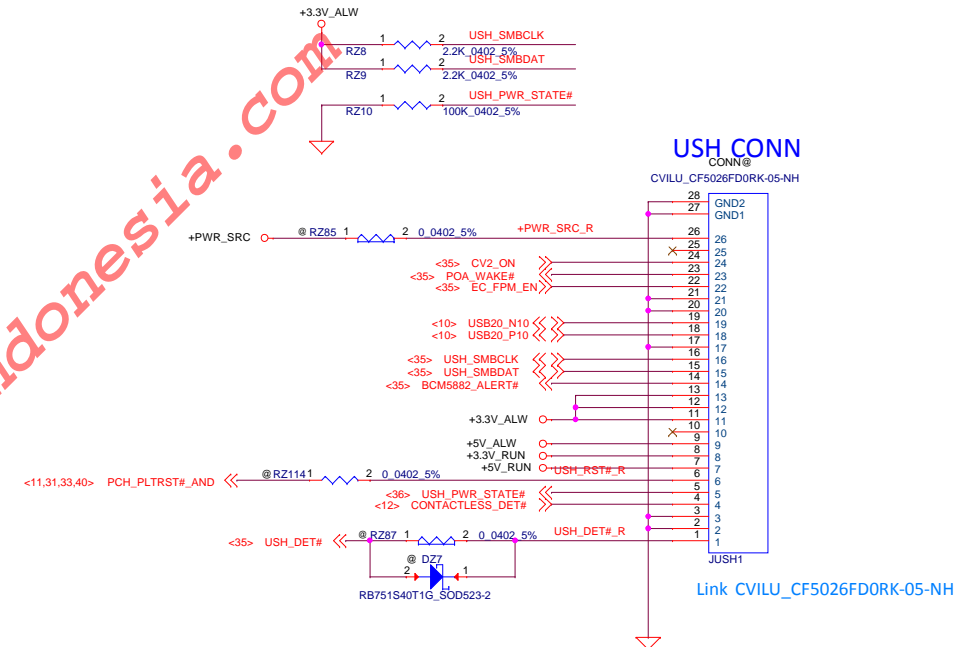 +3.3V_ALW
RZ8 1 2 2.2K_0402_5% USH_SMBCLK
RZ9 1 2 2.2K_0402_5% USH_SMBDAT
RZ10 1 2 100K_0402_5% USH_PWR_STATE#
ndonesia.com
USH CONN
CONN@
CVILU_CF5026FD0RK-05-NH
28 GND2
27 GND1
+PWR_SRC @ RZ85 1 2 0_0402_5% +PWR_SRC_R 26 26
25 25
<35> CV2_ON 24 24
<35> POA_WAKE# 23 23
<35> EC_FPM_EN 22 22
21 21
20 20
<10> USB20_N10 19 19
<10> USB20_P10 18 18
17 17
<35> USH_SMBCLK 16 16
<35> USH_SMBDAT 15 15
<35> BCM5882_ALERT# 14 14
13 13
12 12
+3.3V_ALW 11 11
10 10
+5V_ALW 9 9
+3.3V_RUN 8 8
+5V_RUN 7 7
<11,31,33,40> PCH_PLTRST#_AND @ RZ114 1 2 0_0402_5% USH_RST#_R 6 6
<36> USH_PWR_STATE# 5 5
<12> CONTACTLESS_DET# 4 4
3 3
2 2
<35> USH_DET# @ RZ87 1 2 0_0402_5% USH_DET#_R 1 1
@ DZ7
2 1
RB751S40T1G_SOD523-2
JUSH1
Link CVILU_CF5026FD0RK-05-NH